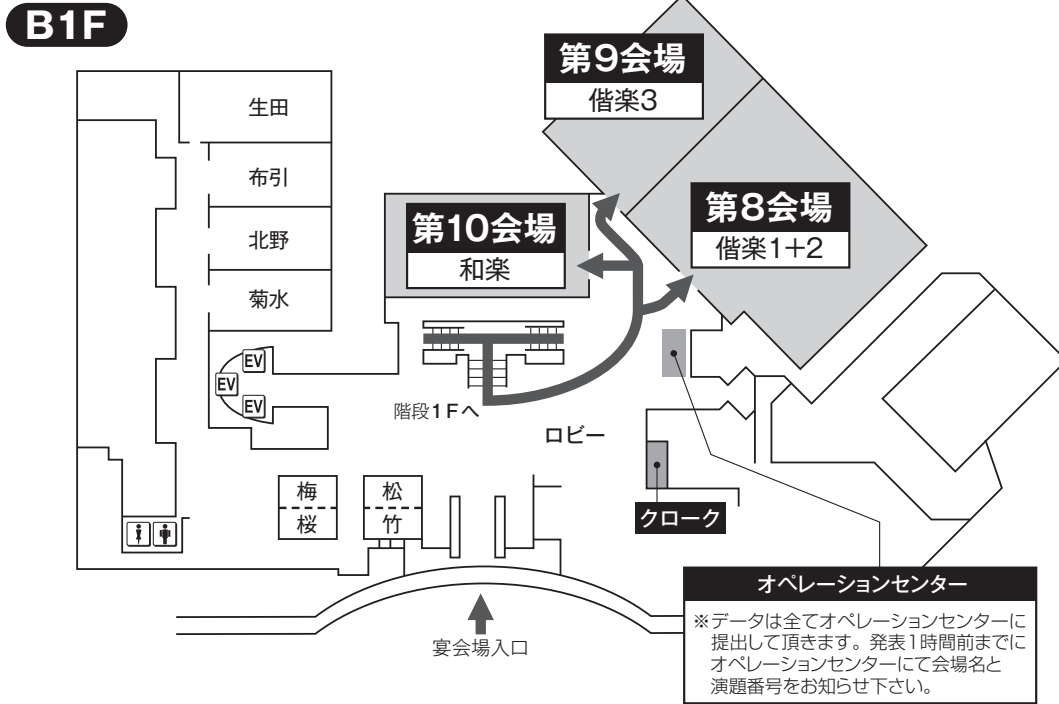 B1F
第9会場
偕楽3
生田
布引
第8会場
偕楽1+2
第10会場
和楽
北野
菊水
EV
EV
EV
階段1Fへ
ロビー
梅
桜
松
竹
クローク
オペレーションセンター
※データは全てオペレーションセンターに
提出して頂きます。発表1時間前までに
オペレーションセンターにて会場名と
演題番号をお知らせ下さい。
宴会場入口